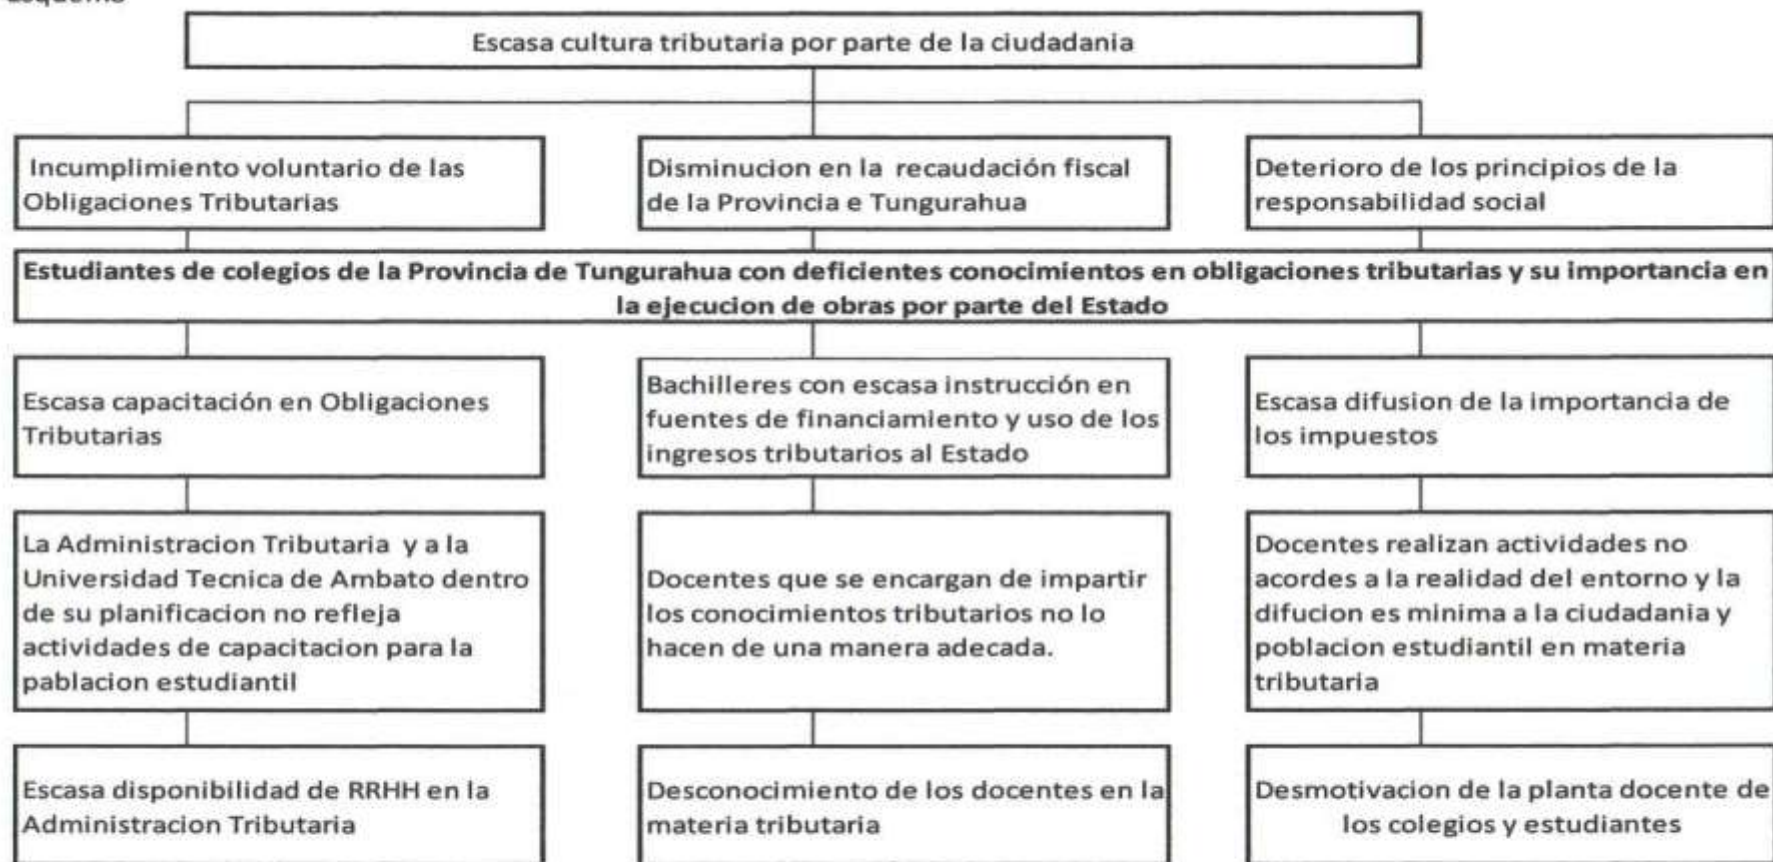 Esquema
Escasa cultura tributaria por parte de la ciudadania
Incumplimiento voluntario de las
Obligaciones Tributarias
Disminucion en la recaudación fiscal
de la Provincia e Tungurahua
Deterioro de los principios de la
responsabilidad social
Estudiantes de colegios de la Provincia de Tungurahua con deficientes conocimientos en obligaciones tributarias y su importancia en
la ejecucion de obras por parte del Estado
Escasa capacitación en Obligaciones
Tributarias
Bachilleres con escasa instrucción en
fuentes de financiamiento y uso de los
ingresos tributarios al Estado
Escasa difusion de la importancia de
los impuestos
La Administracion Tributaria y a la
Universidad Tecnica de Ambato dentro
de su planificacion no refleja
actividades de capacitacion para la
pablacion estudiantil
Docentes que se encargan de impartir
los conocimientos tributarios no lo
hacen de una manera adecada.
Docentes realizan actividades no
acordes a la realidad del entorno y la
difucion es minima a la ciudadania y
poblacion estudiantil en materia
tributaria
Escasa disponibilidad de RRHH en la
Administracion Tributaria
Desconocimiento de los docentes en la
materia tributaria
Desmotivacion de la planta docente de
los colegios y estudiantes